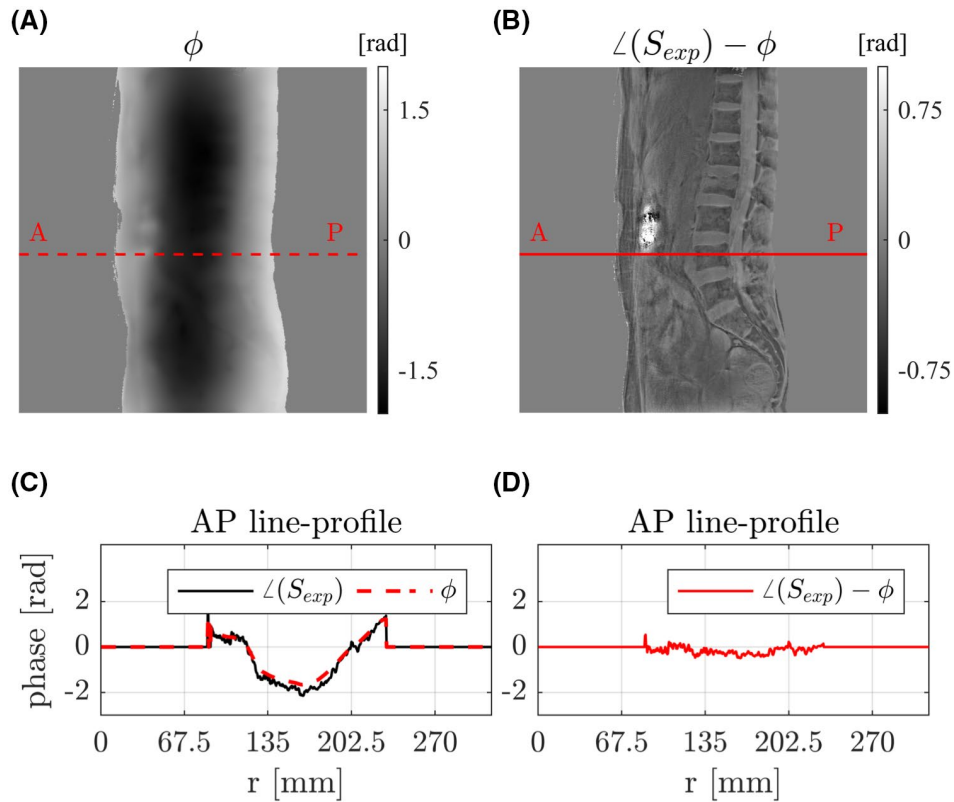 (A)
ϕ
[rad]
1.5
0
-1.5
A
P
(B)
∠(S_exp) − ϕ
[rad]
0.75
0
-0.75
A
P
(C)
AP line-profile
∠(S_exp)
ϕ
phase [rad]
2
0
-2
0 67.5 135 202.5 270
r [mm]
(D)
AP line-profile
∠(S_exp) − ϕ
2
0
-2
0 67.5 135 202.5 270
r [mm]